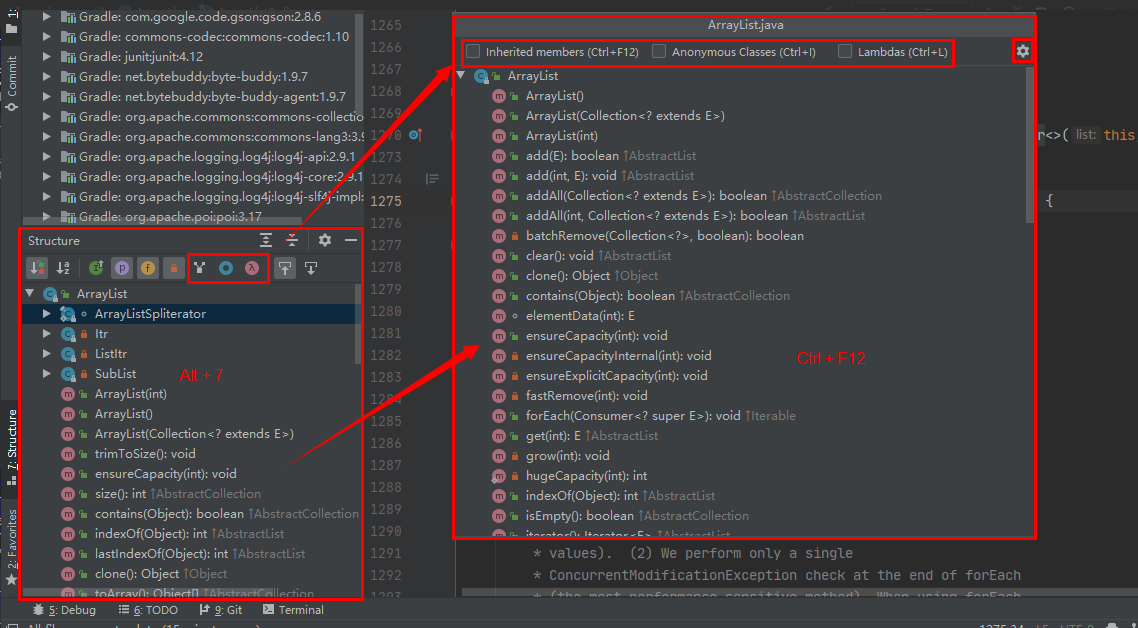 1:
Commit
7: Structure
2: Favorites
Gradle: com.google.code.gson:gson:2.8.6
Gradle: commons-codec:commons-codec:1.10
Gradle: junit:junit:4.12
Gradle: net.bytebuddy:byte-buddy:1.9.7
Gradle: net.bytebuddy:byte-buddy-agent:1.9.7
Gradle: org.apache.commons:commons-collectio
Gradle: org.apache.commons:commons-lang3:3.9
Gradle: org.apache.logging.log4j:log4j-api:2.9.1
Gradle: org.apache.logging.log4j:log4j-core:2.9.1
Gradle: org.apache.logging.log4j:log4j-slf4j-impl:
Gradle: org.apache.poi:poi:3.17
Structure
ArrayList
ArrayListSpliterator
Itr
ListItr
SubList
ArrayList(int)
ArrayList()
ArrayList(Collection<? extends E>)
trimToSize(): void
ensureCapacity(int): void
size(): int ↑AbstractCollection
contains(Object): boolean ↑AbstractCollection
indexOf(Object): int ↑AbstractList
lastIndexOf(Object): int ↑AbstractList
clone(): Object ↑Object
toArray(): Object[] ↑AbstractCollection
Alt + 7
1265
1266
1267
1268
1269
1270
1273
1274
1275
1276
1277
1278
1279
1280
1281
1282
1283
1284
1285
1286
1287
1288
1289
1290
1291
1292
1293
ArrayList.java
Inherited members (Ctrl+F12) Anonymous Classes (Ctrl+I) Lambdas (Ctrl+L)
ArrayList
ArrayList()
ArrayList(Collection<? extends E>)
ArrayList(int)
add(E): boolean ↑AbstractList
add(int, E): void ↑AbstractList
addAll(Collection<? extends E>): boolean ↑AbstractCollection
addAll(int, Collection<? extends E>): boolean ↑AbstractList
batchRemove(Collection<?>, boolean): boolean
clear(): void ↑AbstractList
clone(): Object ↑Object
contains(Object): boolean ↑AbstractCollection
elementData(int): E
ensureCapacity(int): void
ensureCapacityInternal(int): void
ensureExplicitCapacity(int): void
fastRemove(int): void
forEach(Consumer<? super E>): void ↑Iterable
get(int): E ↑AbstractList
grow(int): void
hugeCapacity(int): int
indexOf(Object): int ↑AbstractList
isEmpty(): boolean ↑AbstractCollection
iterator(): Iterator<E> ↑AbstractList
Ctrl + F12
r<>( list: this
{
* values). (2) We perform only a single
* ConcurrentModificationException check at the end of forEach
* (the most performance-sensitive method). When using forEach
5: Debug 6: TODO 9: Git Terminal